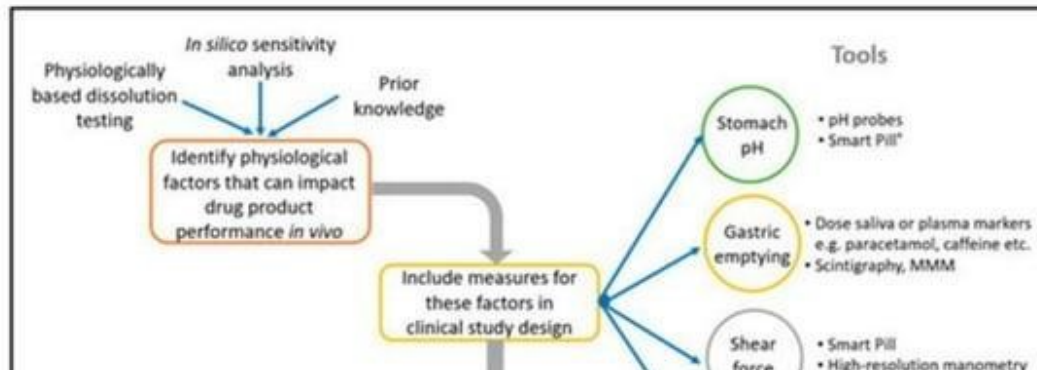 In silico sensitivity
analysis
Physiologically
based dissolution
testing
Prior
knowledge
Identify physiological
factors that can impact
drug product
performance in vivo
Include measures for
these factors in
clinical study design
Tools
Stomach
pH
• pH probes
• Smart Pill*
Gastric
emptying
• Dose saliva or plasma markers
e.g. paracetamol, caffeine etc.
• Scintigraphy, MMM
Shear
force
• Smart Pill
• High-resolution manometry